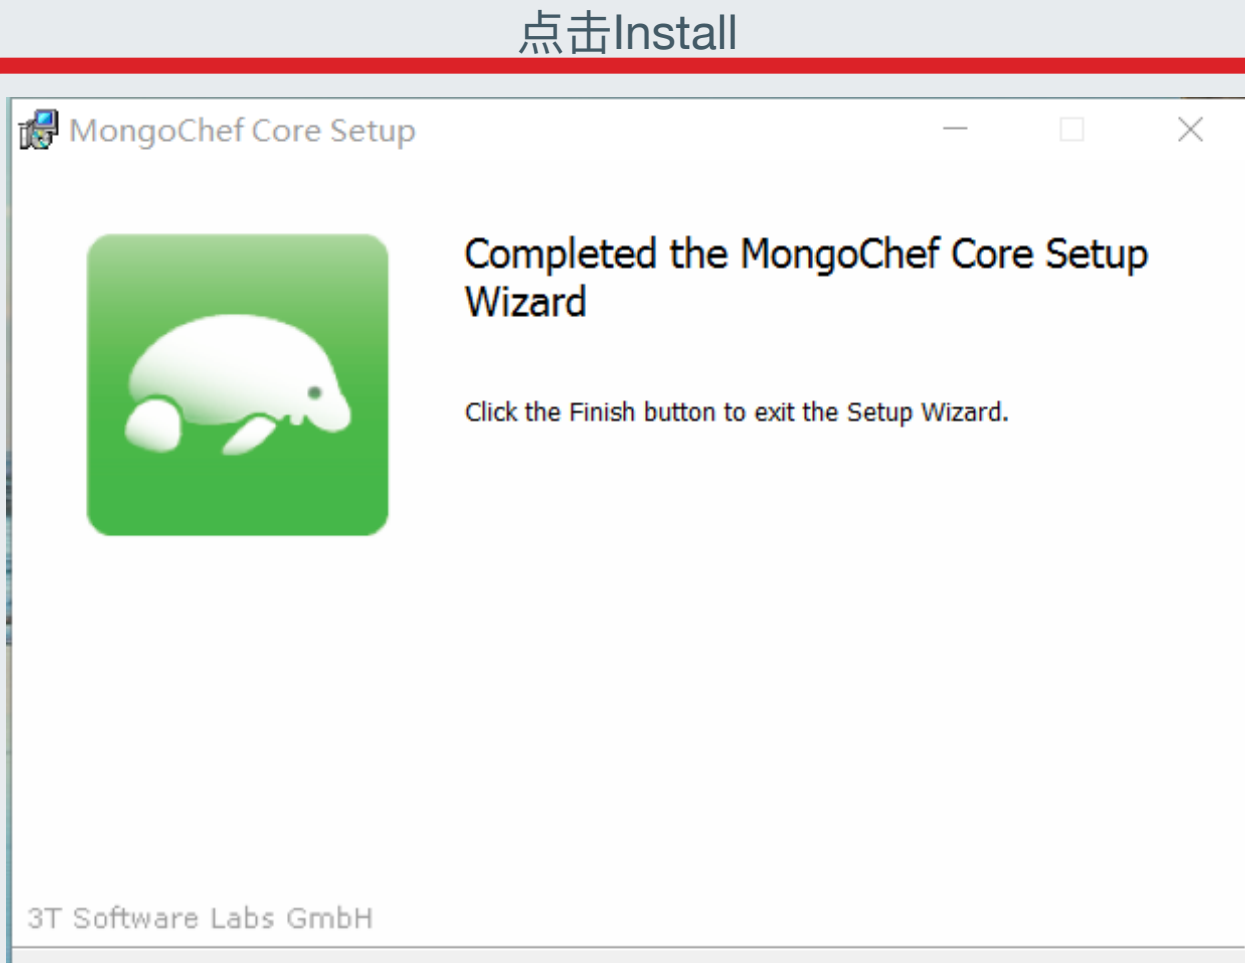 点击Install
MongoChef Core Setup
Completed the MongoChef Core Setup
Wizard
Click the Finish button to exit the Setup Wizard.
3T Software Labs GmbH